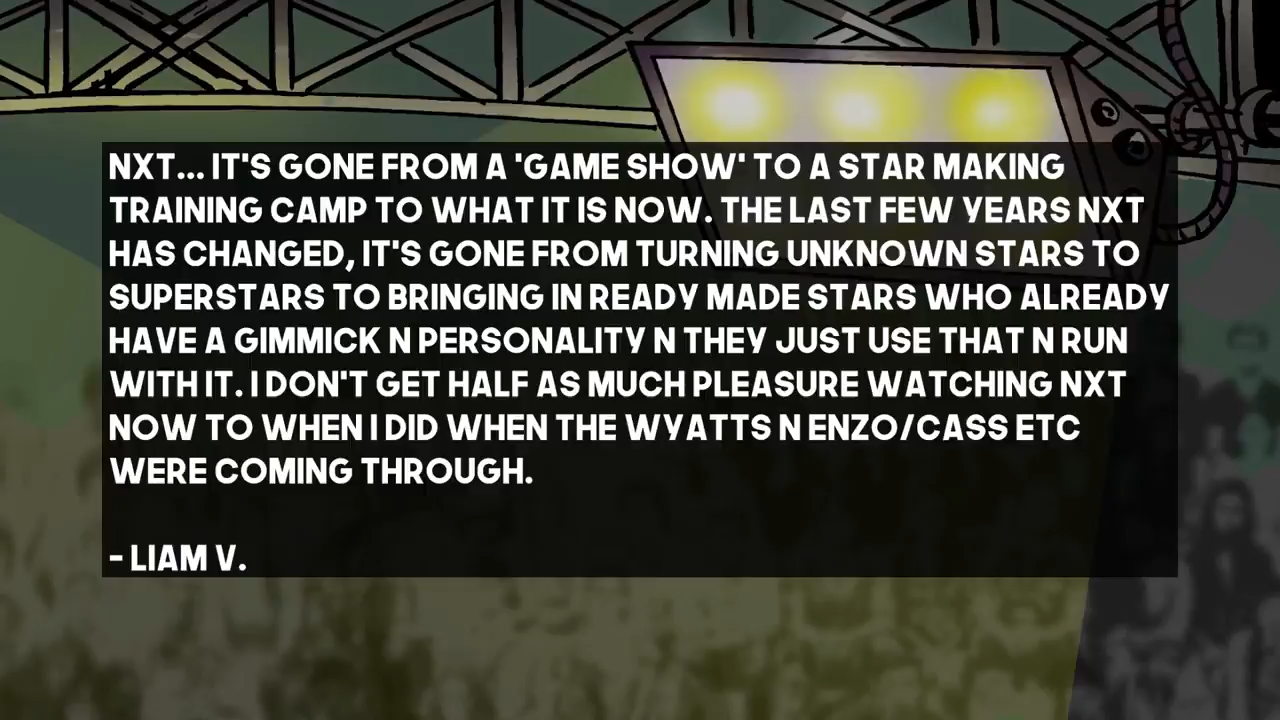 NXT... IT'S GONE FROM A 'GAME SHOW' TO A STAR MAKING
TRAINING CAMP TO WHAT IT IS NOW. THE LAST FEW YEARS NXT
HAS CHANGED, IT'S GONE FROM TURNING UNKNOWN STARS TO
SUPERSTARS TO BRINGING IN READY MADE STARS WHO ALREADY
HAVE A GIMMICK N PERSONALITY N THEY JUST USE THAT N RUN
WITH IT. I DON'T GET HALF AS MUCH PLEASURE WATCHING NXT
NOW TO WHEN I DID WHEN THE WYATTS N ENZO/CASS ETC
WERE COMING THROUGH.
- LIAM V.